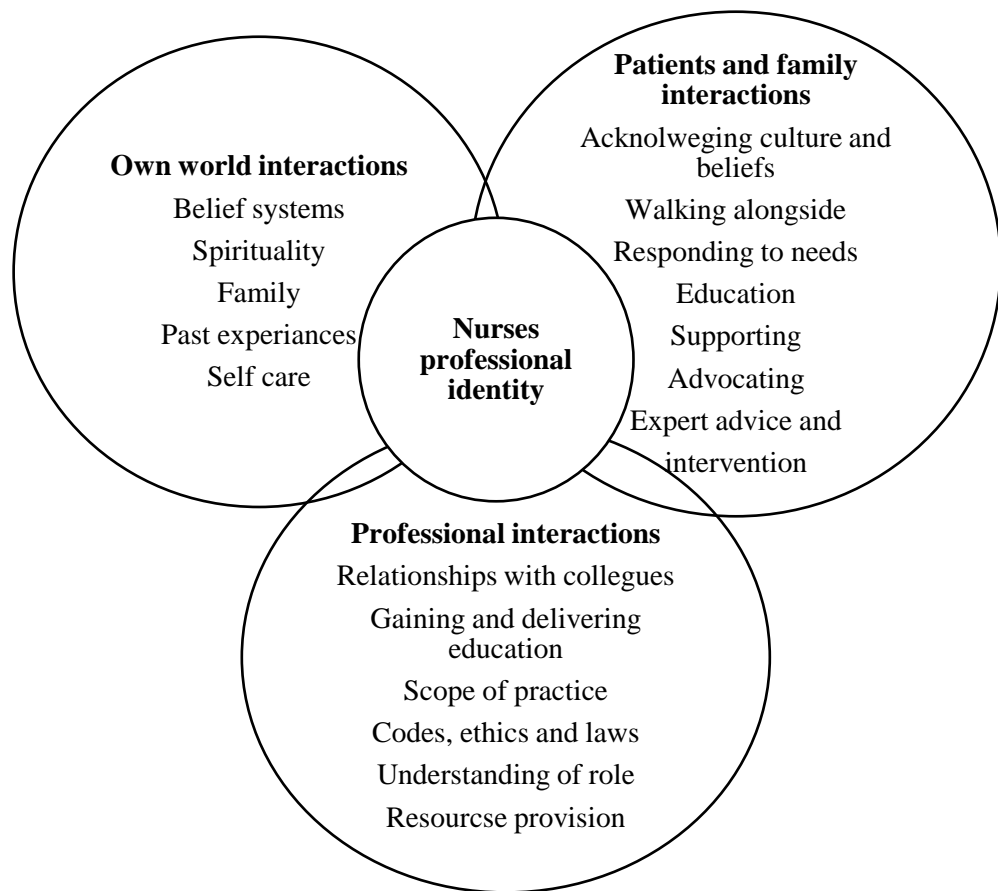 Own world interactions
Belief systems
Spirituality
Family
Past experiances
Self care
Patients and family
interactions
Acknolweging culture and
beliefs
Walking alongside
Responding to needs
Education
Supporting
Advocating
Expert advice and
intervention
Nurses
professional
identity
Professional interactions
Relationships with collegues
Gaining and delivering
education
Scope of practice
Codes, ethics and laws
Understanding of role
Resourcse provision